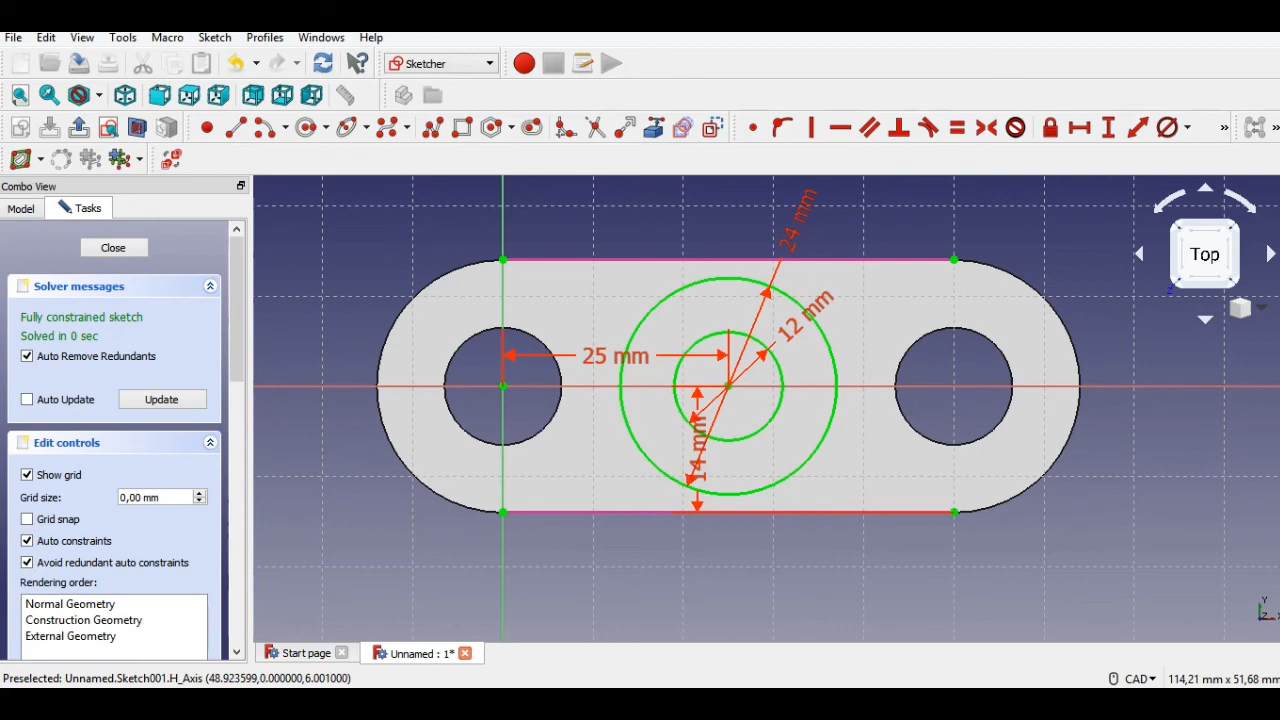 File Edit View Tools Macro Sketch Profiles Windows Help
Sketcher
Combo View
Model Tasks
Close
Solver messages
Fully constrained sketch
Solved in 0 sec
Auto Remove Redundants
Auto Update Update
Edit controls
Show grid
Grid size: 0,00 mm
Grid snap
Auto constraints
Avoid redundant auto constraints
Rendering order:
Normal Geometry
Construction Geometry
External Geometry
24 mm
12 mm
25 mm
14 mm
Top
Z
Y
Z
X
Start page Unnamed : 1*
Preselected: Unnamed.Sketch001.H_Axis (48.923599,0.000000,6.001000) CAD 114,21 mm x 51,68 mm